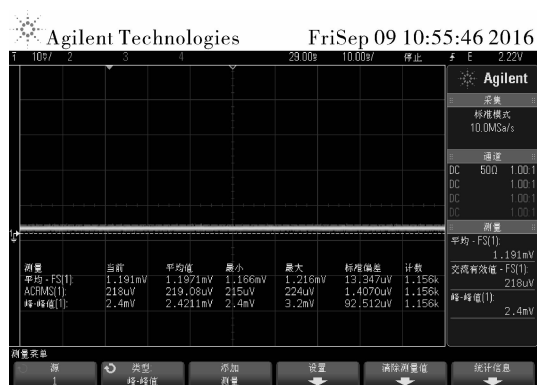 Agilent Technologies FriSep 09 10:55:46 2016
1 10⍰/ 2 3 4 29.00s 10.00s/ 停止 E 2.22V
Agilent
采集
标准模式
10.0MSa/s
通道
DC 50Ω 1.00:1
DC 1.00:1
DC 1.00:1
DC 1.00:1
测量
平均 - FS(1):
1.191mV
交流有效值 - FS(1):
218uV
峰-峰值(1):
2.4mV
测量 当前 平均值 最小 最大 标准偏差 计数
平均 - FS(1): 1.191mV 1.1971mV 1.166mV 1.216mV 13.347uV 1.156k
ACRMS(1): 218uV 219.08uV 215uV 224uV 1.4070uV 1.156k
峰-峰值(1): 2.4mV 2.4211mV 2.4mV 3.2mV 92.512uV 1.156k
测量菜单
源 类型 添加 设置 清除测量值 统计信息
1 峰-峰值 测量